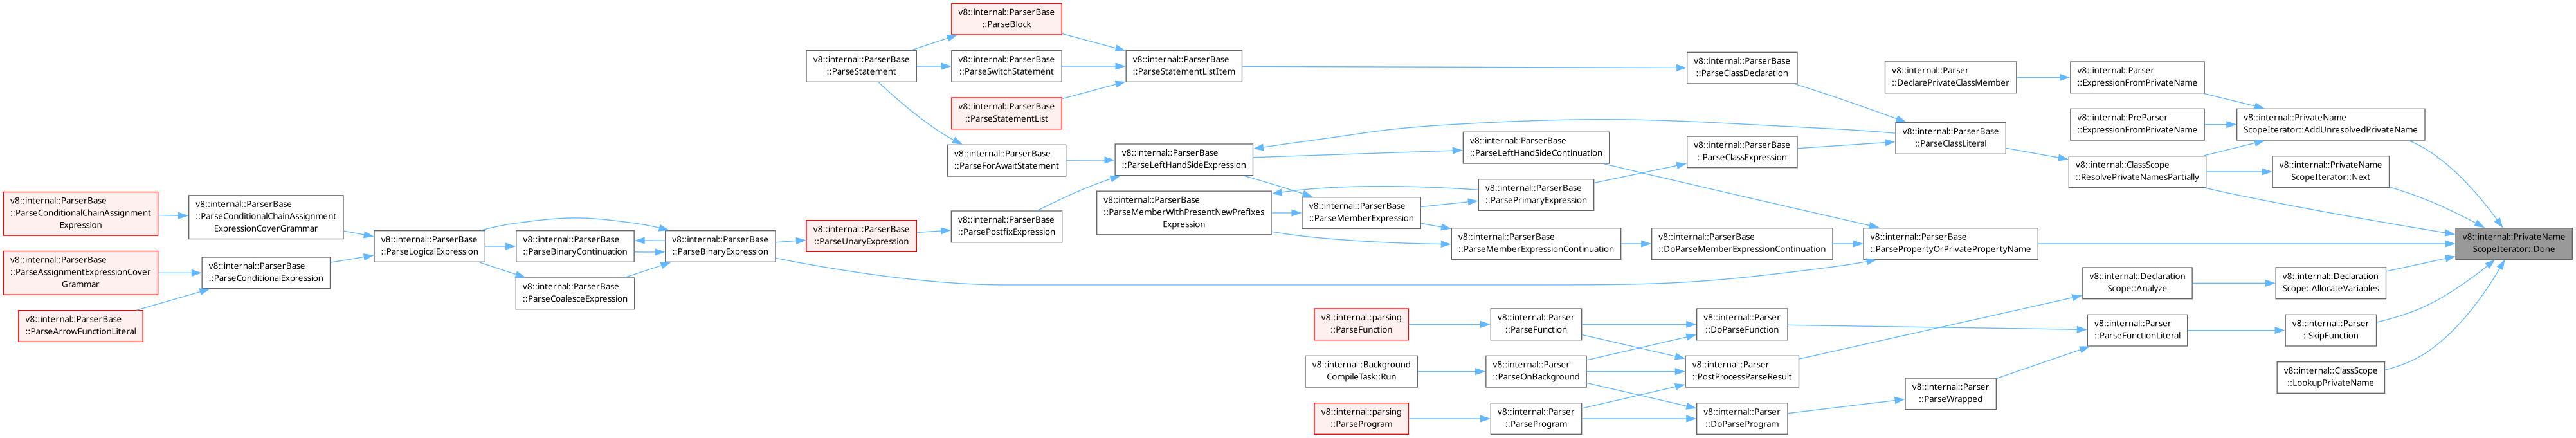 v8::internal::ParserBase
::ParseBlock
v8::internal::ParserBase
::ParseStatement
v8::internal::ParserBase
::ParseSwitchStatement
v8::internal::ParserBase
::ParseStatementListItem
v8::internal::ParserBase
::ParseStatementList
v8::internal::ParserBase
::ParseClassDeclaration
v8::internal::Parser
::DeclarePrivateClassMember
v8::internal::Parser
::ExpressionFromPrivateName
v8::internal::PreParser
::ExpressionFromPrivateName
v8::internal::PrivateName
ScopeIterator::AddUnresolvedPrivateName
v8::internal::ParserBase
::ParseClassLiteral
v8::internal::ParserBase
::ParseForAwaitStatement
v8::internal::ParserBase
::ParseLeftHandSideExpression
v8::internal::ParserBase
::ParseLeftHandSideContinuation
v8::internal::ParserBase
::ParseClassExpression
v8::internal::ClassScope
::ResolvePrivateNamesPartially
v8::internal::PrivateName
ScopeIterator::Next
v8::internal::ParserBase
::ParseConditionalChainAssignment
Expression
v8::internal::ParserBase
::ParseConditionalChainAssignment
ExpressionCoverGrammar
v8::internal::ParserBase
::ParseMemberWithPresentNewPrefixes
Expression
v8::internal::ParserBase
::ParseMemberExpression
v8::internal::ParserBase
::ParsePrimaryExpression
v8::internal::ParserBase
::ParsePostfixExpression
v8::internal::ParserBase
::ParseUnaryExpression
v8::internal::ParserBase
::ParseLogicalExpression
v8::internal::ParserBase
::ParseBinaryContinuation
v8::internal::ParserBase
::ParseBinaryExpression
v8::internal::ParserBase
::ParseMemberExpressionContinuation
v8::internal::ParserBase
::DoParseMemberExpressionContinuation
v8::internal::ParserBase
::ParsePropertyOrPrivatePropertyName
v8::internal::PrivateName
ScopeIterator::Done
v8::internal::ParserBase
::ParseAssignmentExpressionCover
Grammar
v8::internal::ParserBase
::ParseConditionalExpression
v8::internal::ParserBase
::ParseCoalesceExpression
v8::internal::Declaration
Scope::Analyze
v8::internal::Declaration
Scope::AllocateVariables
v8::internal::ParserBase
::ParseArrowFunctionLiteral
v8::internal::parsing
::ParseFunction
v8::internal::Parser
::ParseFunction
v8::internal::Parser
::DoParseFunction
v8::internal::Parser
::ParseFunctionLiteral
v8::internal::Parser
::SkipFunction
v8::internal::Background
CompileTask::Run
v8::internal::Parser
::ParseOnBackground
v8::internal::Parser
::PostProcessParseResult
v8::internal::ClassScope
::LookupPrivateName
v8::internal::Parser
::ParseWrapped
v8::internal::parsing
::ParseProgram
v8::internal::Parser
::ParseProgram
v8::internal::Parser
::DoParseProgram